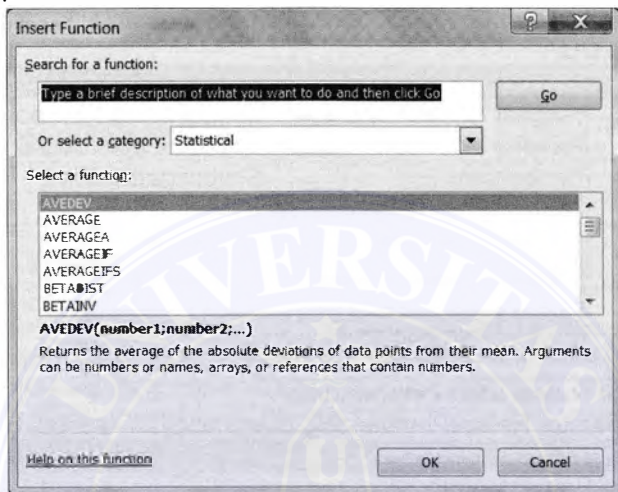 Insert Function
Search for a function:
Type a brief description of what you want to do and then click Go
Go
Or select a category: Statistical
Select a function:
AVEDEV
AVERAGE
AVERAGEA
AVERAGEIF
AVERAGEIFS
BETADIST
BETAINV
AVEDEV(number1;number2;...)
Returns the average of the absolute deviations of data points from their mean. Arguments
can be numbers or names, arrays, or references that contain numbers.
Help on this function
OK
Cancel
UNIVERSITAS